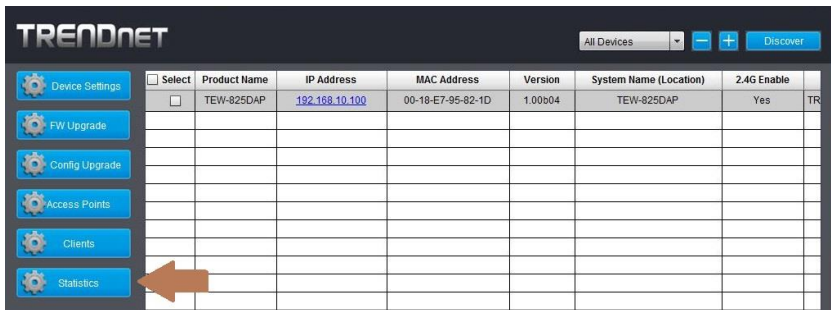 TRENDnet
All Devices
Discover
Device Settings
FW Upgrade
Config Upgrade
Access Points
Clients
Statistics
Select Product Name IP Address MAC Address Version System Name (Location) 2.4G Enable
TEW-825DAP 192.168.10.100 00-18-E7-95-82-1D 1.00b04 TEW-825DAP Yes TR